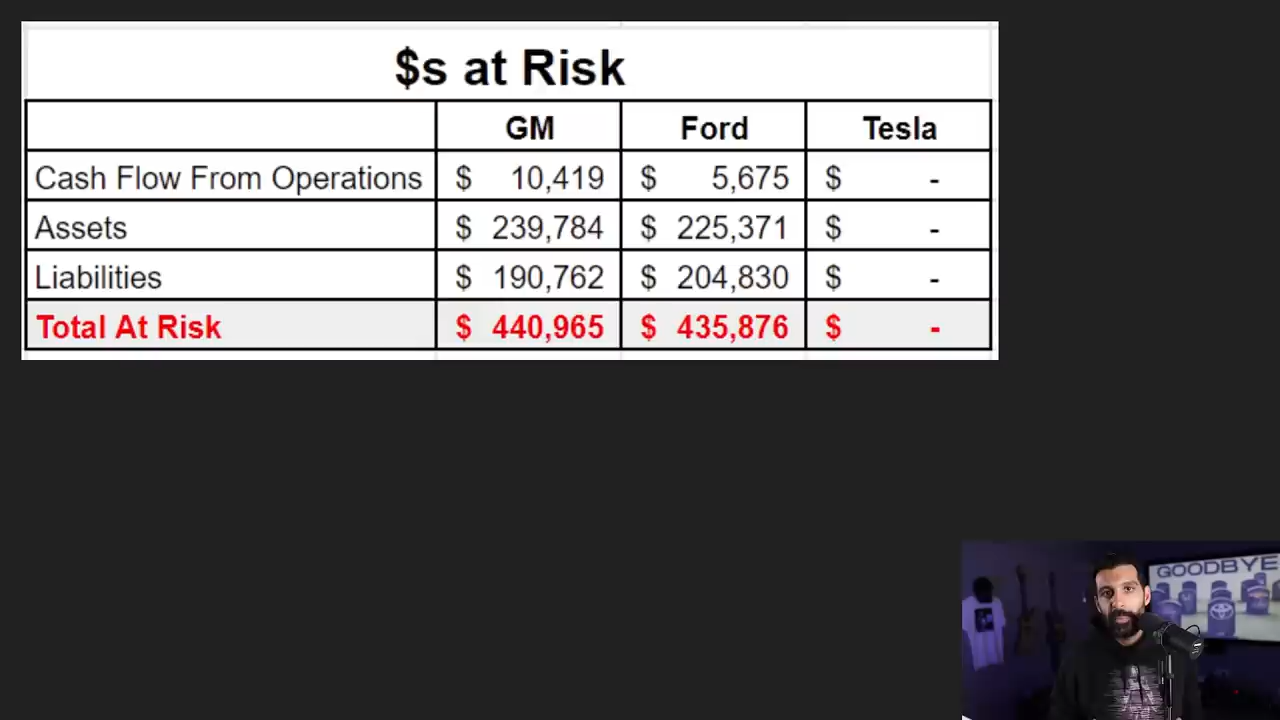 $s at Risk
GM Ford Tesla
Cash Flow From Operations $ 10,419 $ 5,675 $ -
Assets $ 239,784 $ 225,371 $ -
Liabilities $ 190,762 $ 204,830 $ -
Total At Risk $ 440,965 $ 435,876 $ -
GOODBYE